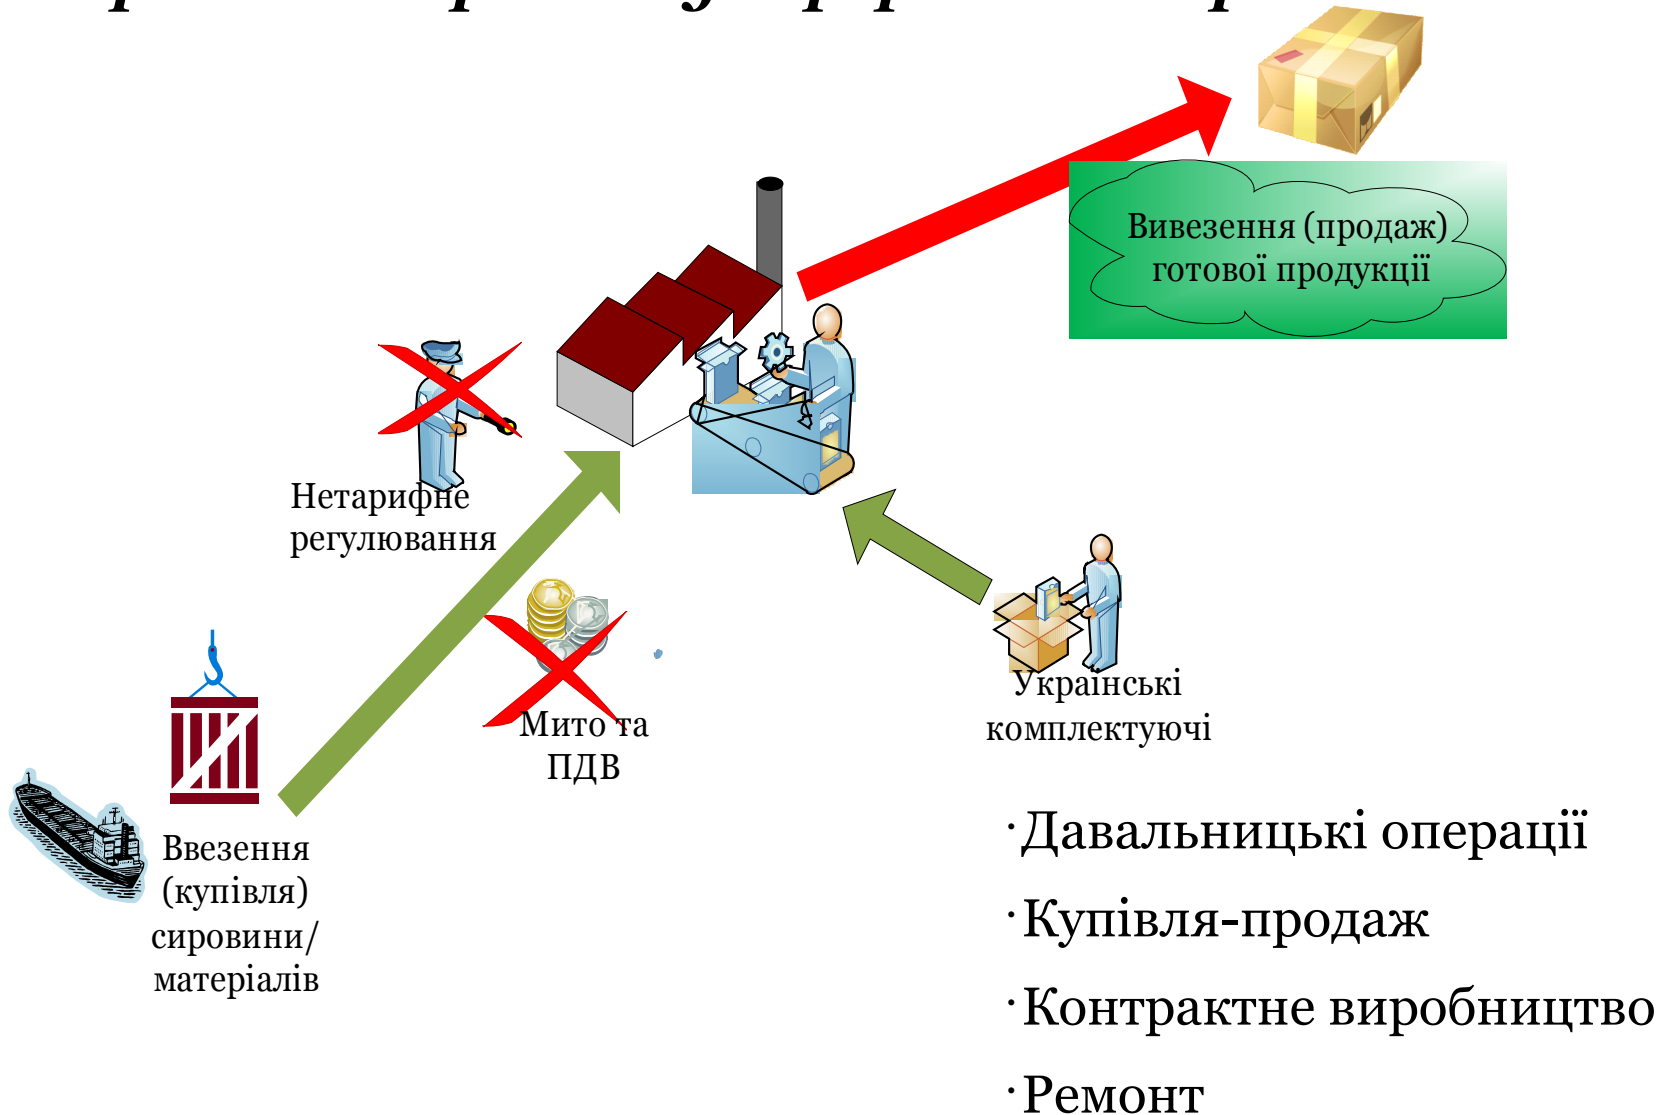 Вивезення (продаж)
готової продукції
Нетарифне
регулювання
Мито та
ПДВ
Українські
комплектуючі
Ввезення
(купівля)
сировини/
матеріалів
·Давальницькі операції
·Купівля-продаж
·Контрактне виробництво
·Ремонт